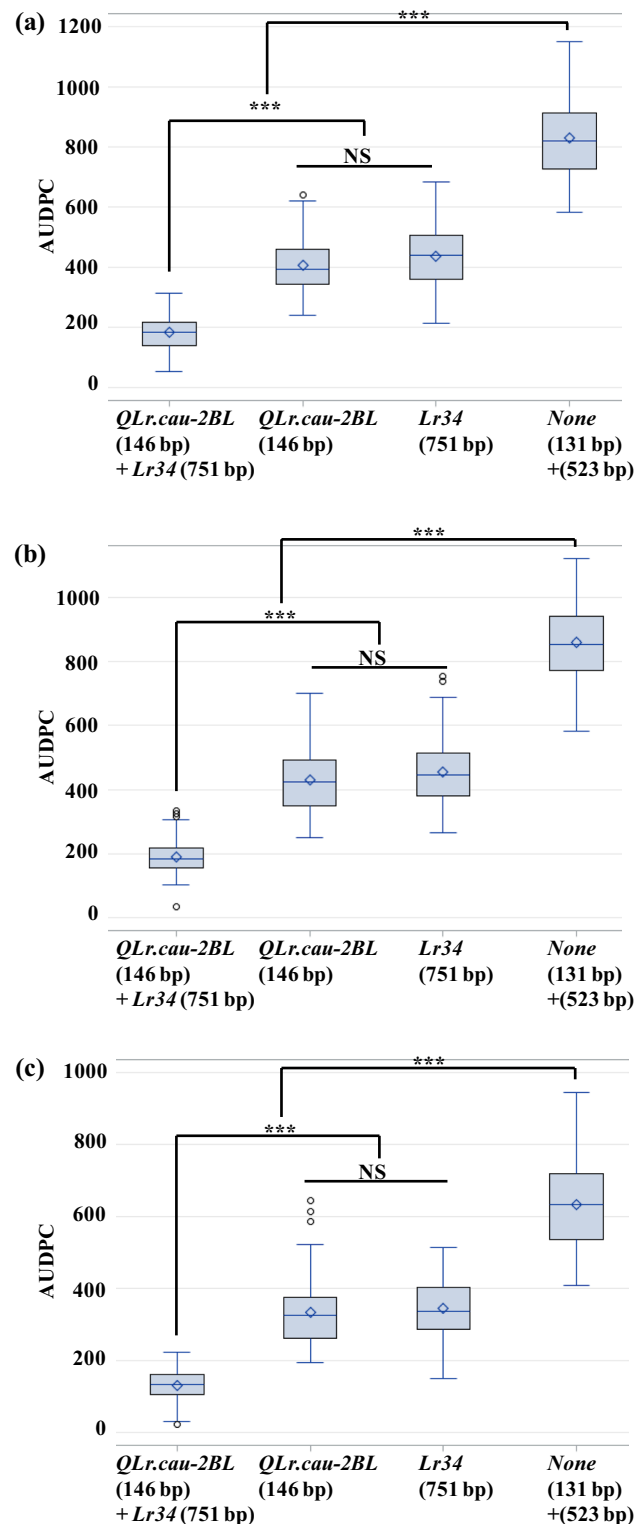 (a)
1200
1000
800
600
400
200
0
AUDPC
***
***
NS
QLr.cau-2BL QLr.cau-2BL Lr34 None
(146 bp) (146 bp) (751 bp) (131 bp)
+ Lr34 (751 bp) +(523 bp)
(b)
1000
800
600
400
200
0
AUDPC
***
***
NS
QLr.cau-2BL QLr.cau-2BL Lr34 None
(146 bp) (146 bp) (751 bp) (131 bp)
+ Lr34 (751 bp) +(523 bp)
(c)
1000
800
600
400
200
0
AUDPC
***
***
NS
QLr.cau-2BL QLr.cau-2BL Lr34 None
(146 bp) (146 bp) (751 bp) (131 bp)
+ Lr34 (751 bp) +(523 bp)